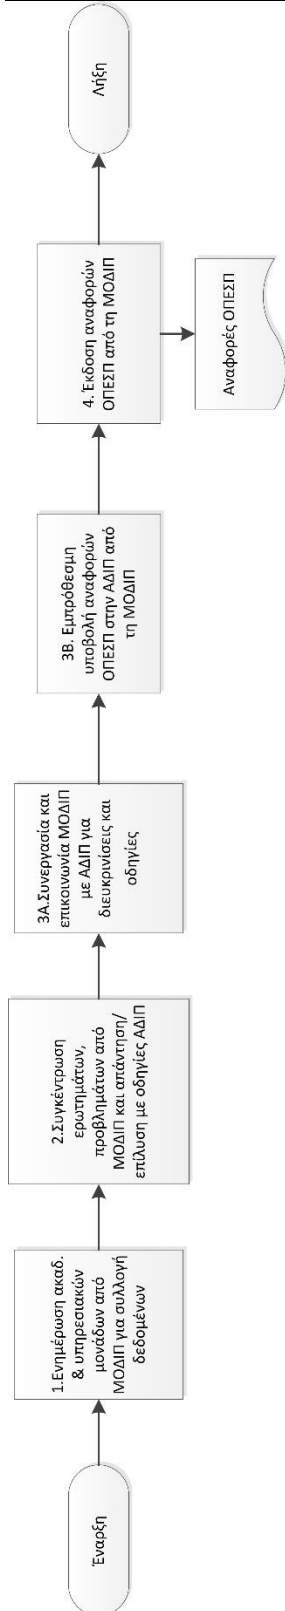 Έναρξη
1.Ενημέρωση ακαδ.
& υπηρεσιακών
μονάδων από
ΜΟΔΙΠ για συλλογή
δεδομένων
2.Συγκέντρωση
ερωτημάτων,
προβλημάτων από
ΜΟΔΙΠ και απάντηση/
επίλυση με οδηγίες ΑΔΙΠ
3Α.Συνεργασία και
επικοινωνία ΜΟΔΙΠ
με ΑΔΙΠ για
διευκρινίσεις και
οδηγίες
3Β. Εμπρόθεσμη
υποβολή αναφορών
ΟΠΕΣΠ στην ΑΔΙΠ από
τη ΜΟΔΙΠ
4. Έκδοση αναφορών
ΟΠΕΣΠ από τη ΜΟΔΙΠ
Αναφορές ΟΠΕΣΠ
Λήξη